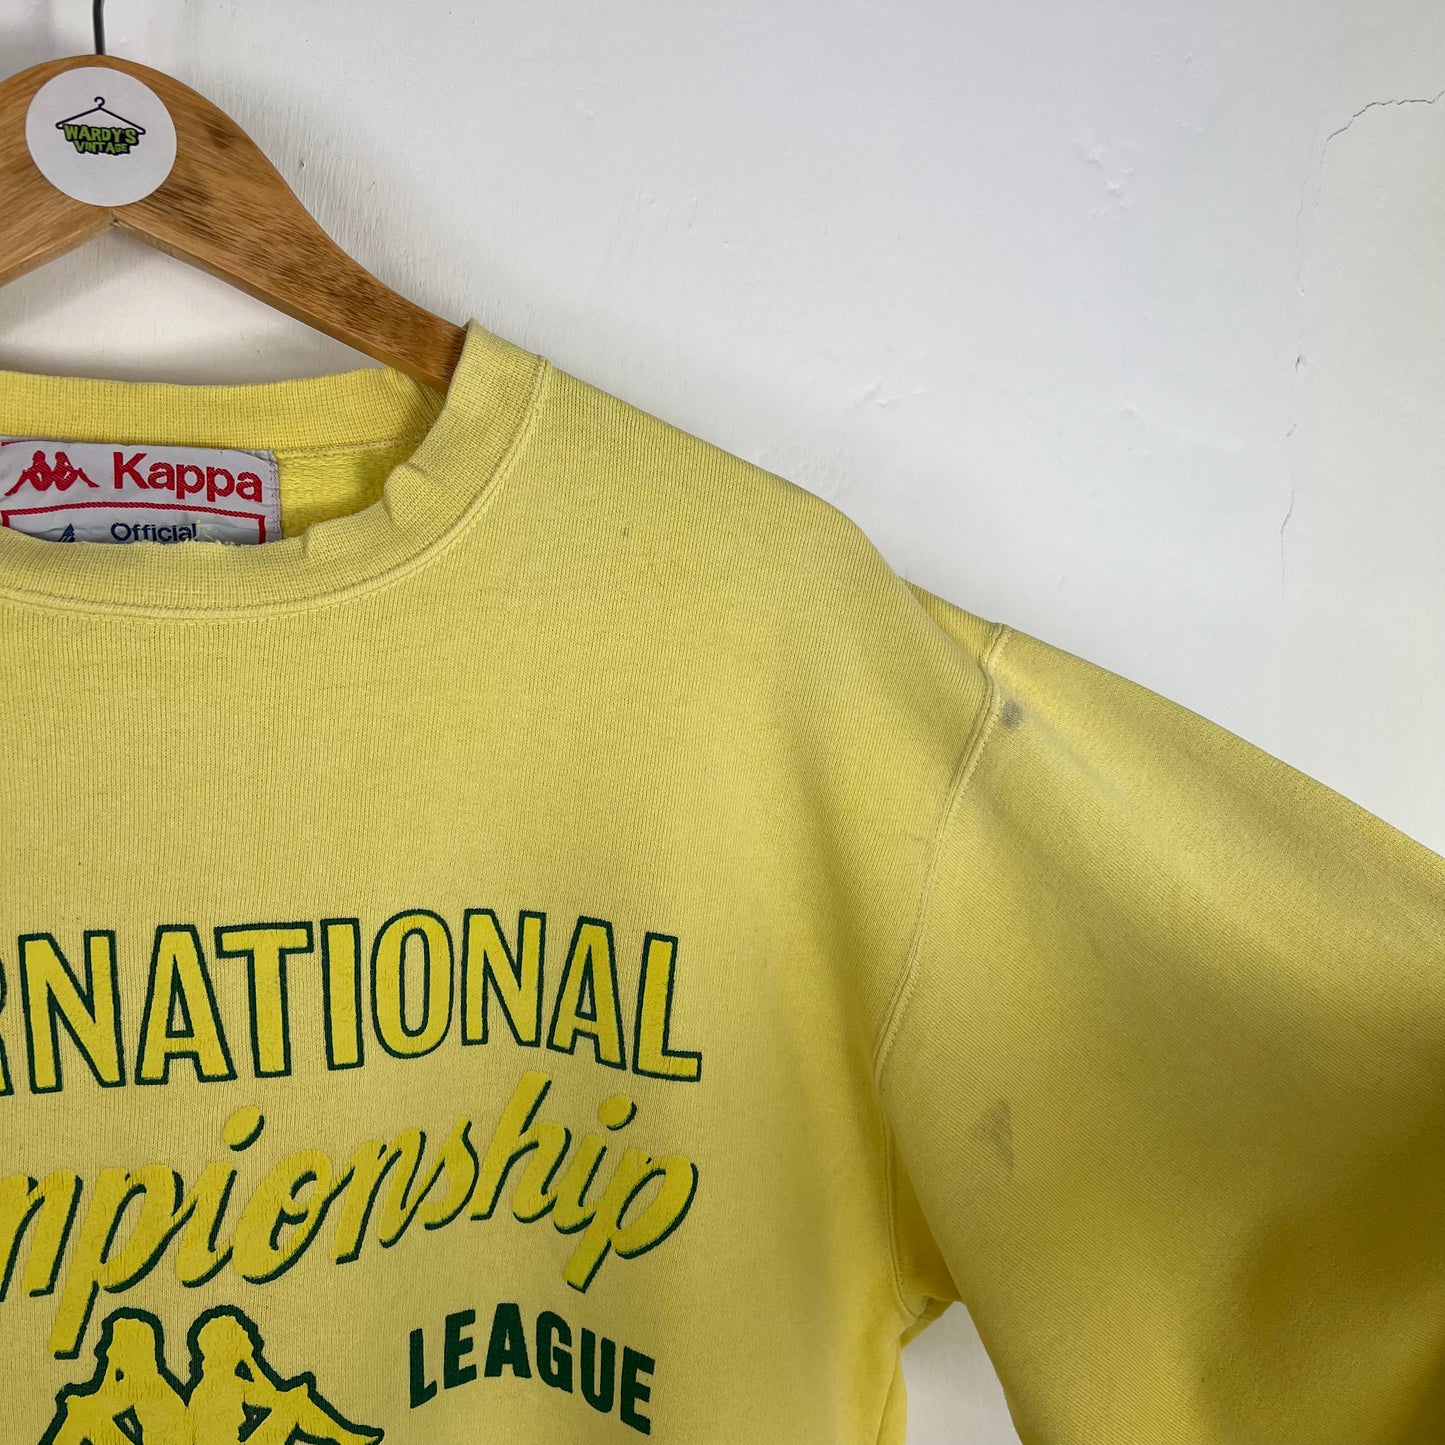 WARDY'S
VINTAGE
Kappa
Official
RNATIONAL
mpionship
LEAGUE